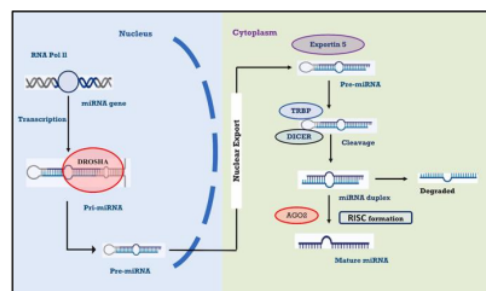 Nucleus
Cytoplasm
RNA Pol II
miRNA gene
Transcription
DROSHA
Pri-miRNA
Pre-miRNA
Nuclear Export
Exportin 5
Pre-miRNA
TRBP
DICER
Cleavage
miRNA duplex
Degraded
AGOS
RISC formation
Mature miRNA